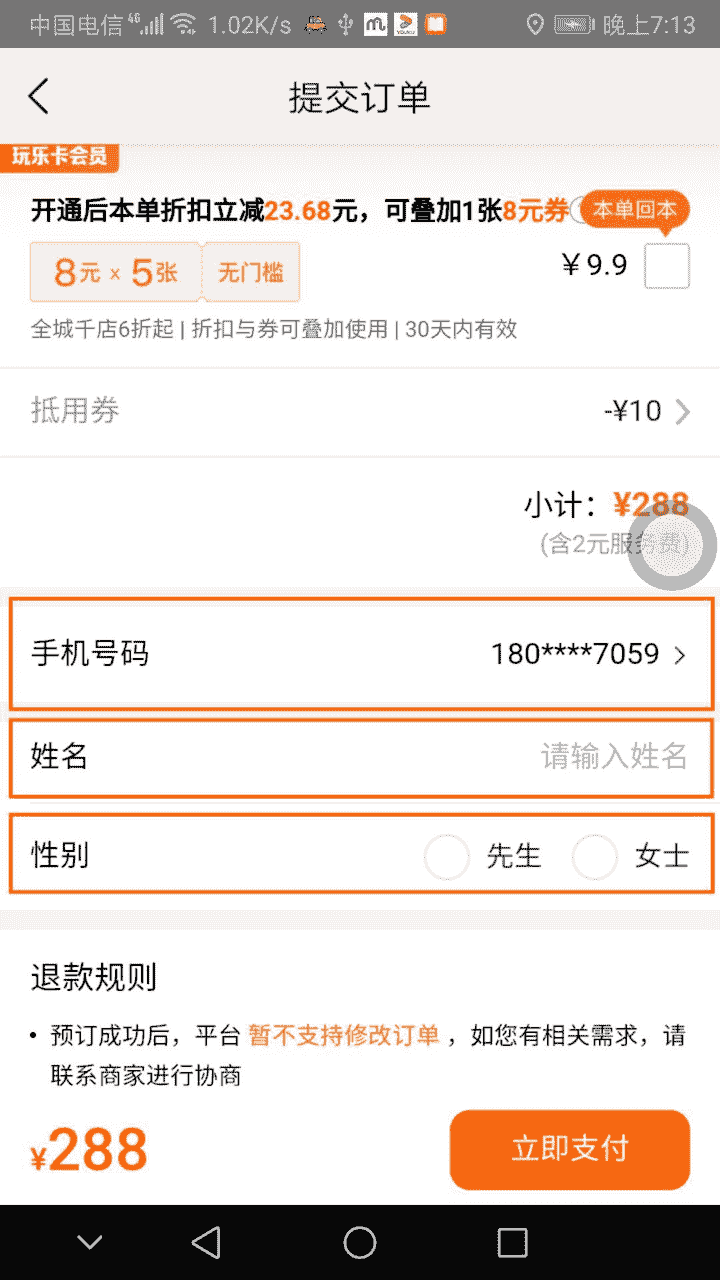 中国电信 4G 1.02K/s 晚上7:13
提交订单
玩乐卡会员
开通后本单折扣立减23.68元，可叠加1张8元券 本单回本
8元 x 5张 无门槛 ￥9.9
全城千店6折起 | 折扣与券可叠加使用 | 30天内有效
抵用券 -¥10
小计：¥288
(含2元服务费)
手机号码 180****7059
姓名 请输入姓名
性别 先生 女士
退款规则
• 预订成功后，平台 暂不支持修改订单 ，如您有相关需求，请
联系商家进行协商
¥288 立即支付